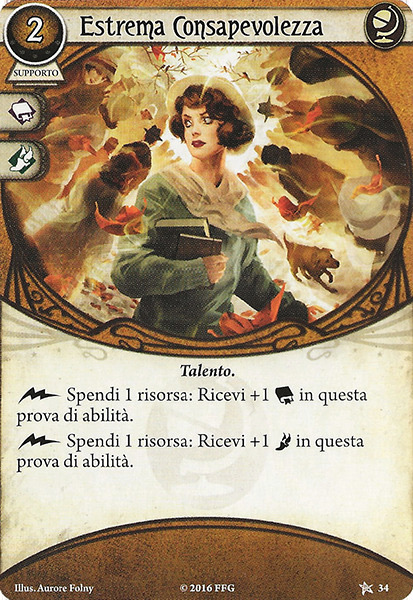 2
Estrema Consapevolezza
SUPPORTO
Talento.
Spendi 1 risorsa: Ricevi +1 in questa
prova di abilità.
Spendi 1 risorsa: Ricevi +1 in questa
prova di abilità.
Illus. Aurore Folny © 2016 FFG 34